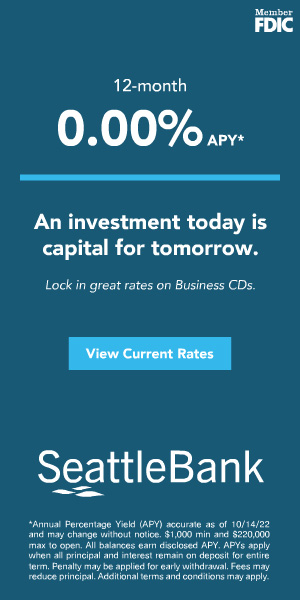 Member
FDIC
12-month
0.00% APY*
An investment today is
capital for tomorrow.
Lock in great rates on Business CDs.
View Current Rates
SeattleBank
*Annual Percentage Yield (APY) accurate as of 10/14/22
and may change without notice. $1,000 min and $220,000
max to open. All balances earn disclosed APY. APYs apply
when all principal and interest remain on deposit for entire
term. Penalty may be applied for early withdrawal. Fees may
reduce principal. Additional terms and conditions may apply.